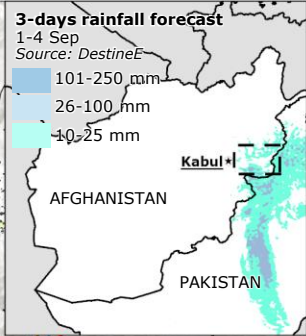 3-days rainfall forecast
1-4 Sep
Source: DestinE
101-250 mm
26-100 mm
10-25 mm
Kabul
AFGHANISTAN
PAKISTAN